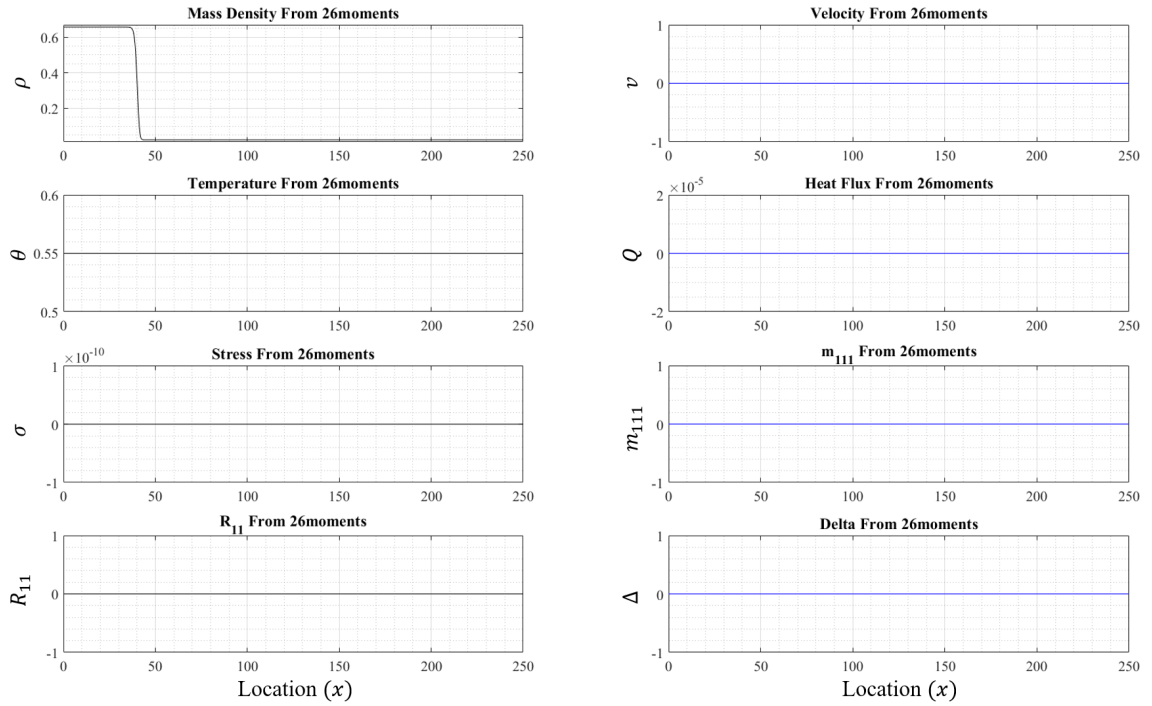 Mass Density From 26moments
ρ
0.6
0.4
0.2
0 50 100 150 200 250
Velocity From 26moments
v
1
0
-1
0 50 100 150 200 250
Temperature From 26moments
θ
0.6
0.55
0.5
0 50 100 150 200 250
Heat Flux From 26moments
×10⁻⁵
Q
2
0
-2
0 50 100 150 200 250
Stress From 26moments
×10⁻¹⁰
σ
1
0
-1
0 50 100 150 200 250
m₁₁₁ From 26moments
m₁₁₁
1
0
-1
0 50 100 150 200 250
R₁₁ From 26moments
R₁₁
1
0
-1
0 50 100 150 200 250
Location (x)
Delta From 26moments
Δ
1
0
-1
0 50 100 150 200 250
Location (x)